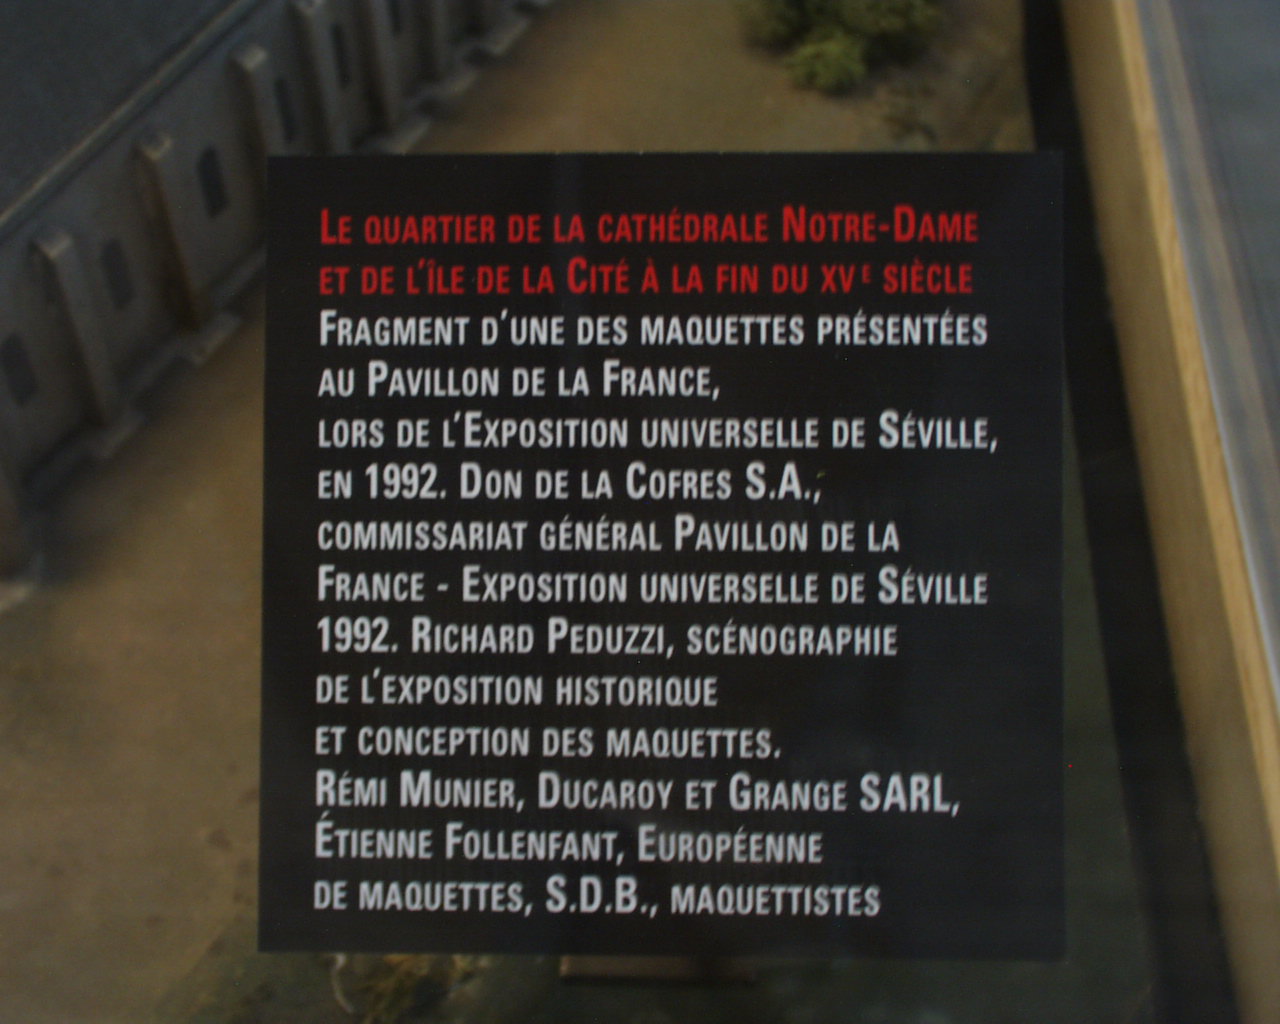 Le quartier de la cathédrale Notre-Dame
et de l'île de la Cité à la fin du XVe siècle
Fragment d'une des maquettes présentées
au Pavillon de la France,
lors de l'Exposition universelle de Séville,
en 1992. Don de la Cofres S.A.,
commissariat général Pavillon de la
France - Exposition universelle de Séville
1992. Richard Peduzzi, scénographie
de l'exposition historique
et conception des maquettes.
Rémi Munier, Ducaroy et Grange SARL,
Étienne Follenfant, Européenne
de maquettes, S.D.B., maquettistes